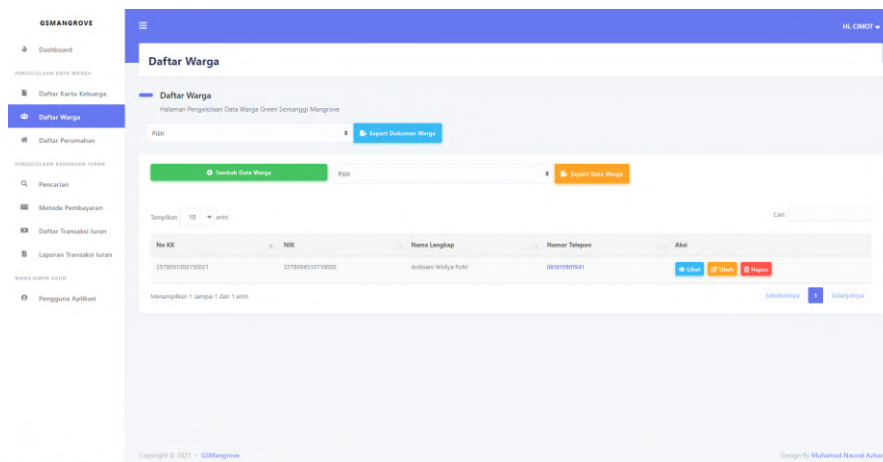 GSMANGROVE
HI, CIMOT
Dashboard
Daftar Warga
PENGELOLAAN DATA WARGA
Daftar Kartu Keluarga
Daftar Warga
Daftar Warga
Halaman Pengelolaan Data Warga Green Semanggi Mangrove
Daftar Perumahan
Pilih
Export Dokumen Warga
PENGELOLAAN KEUANGAN IURAN
Pencarian
Tambah Data Warga
Pilih
Export Data Warga
Metode Pembayaran
Tampilkan 10 entri
Cari:
Daftar Transaksi Iuran
Laporan Transaksi Iuran
No KK NIK Nama Lengkap Nomor Telepon Aksi
3578091003150021 3578094510710000 Andriani Widiya Putri 081615901941 Lihat Ubah Hapus
MANAJEMEN AKUN
Pengguna Aplikasi
Menampilkan 1 sampai 1 dari 1 entri
Sebelumnya 1 Selanjutnya
Copyright © 2021 • GSMangrove
Design By Muhamad Nauval Azhar